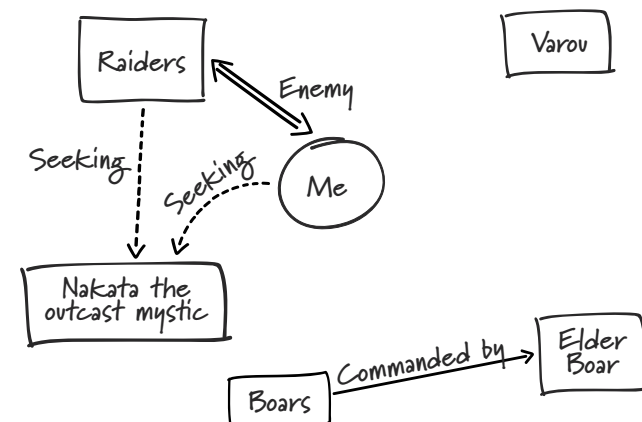 Raiders
Varou
Enemy
Seeking
Seeking
Me
Nakata the
outcast mystic
Elder
Boar
Commanded by
Boars